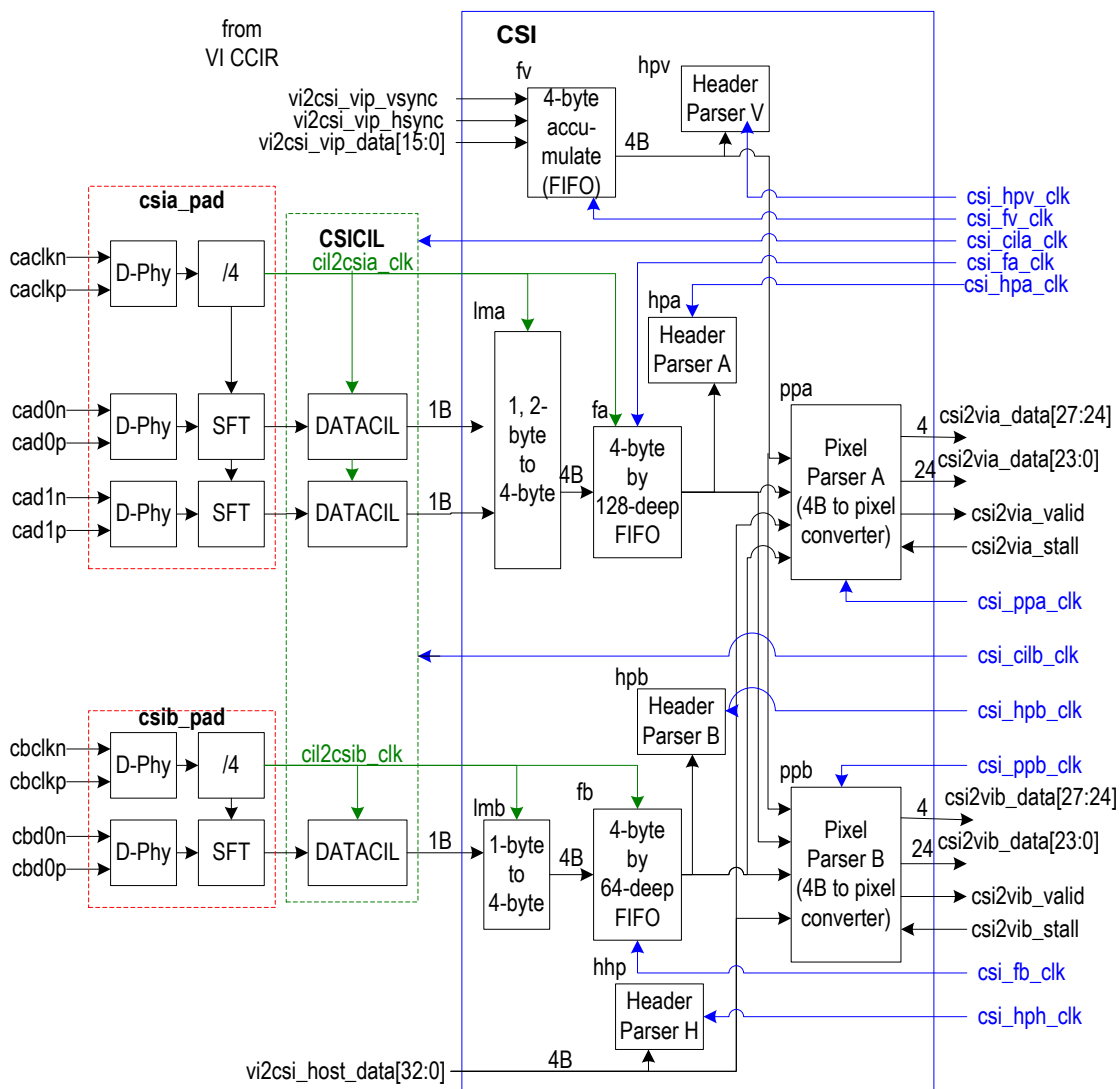 from
VI CCIR
CSI
fv
hpv
vi2csi_vip_vsync
vi2csi_vip_hsync
vi2csi_vip_data[15:0]
4-byte
accu-
mulate
(FIFO)
4B
Header
Parser V
csi_hpv_clk
csi_fv_clk
csi_cila_clk
csi_fa_clk
csi_hpa_clk
csia_pad
CSICIL
cil2csia_clk
caclkn
caclkp
D-Phy
/4
lma
hpa
Header
Parser A
cad0n
cad0p
D-Phy
SFT
DATACIL
1B
cad1n
cad1p
D-Phy
SFT
DATACIL
1B
1, 2-
byte
to
4-byte
4B
fa
4-byte
by
128-deep
FIFO
ppa
Pixel
Parser A
(4B to pixel
converter)
4
csi2via_data[27:24]
24
csi2via_data[23:0]
csi2via_valid
csi2via_stall
csi_ppa_clk
csi_cilb_clk
csi_hpb_clk
csi_ppb_clk
hpb
Header
Parser B
csib_pad
cil2csib_clk
cbclkn
cbclkp
D-Phy
/4
cbd0n
cbd0p
D-Phy
SFT
DATACIL
1B
lmb
1-byte
to
4-byte
4B
fb
4-byte
by
64-deep
FIFO
ppb
Pixel
Parser B
(4B to pixel
converter)
4
csi2vib_data[27:24]
24
csi2vib_data[23:0]
csi2vib_valid
csi2vib_stall
csi_fb_clk
hhp
Header
Parser H
csi_hph_clk
vi2csi_host_data[32:0]
4B